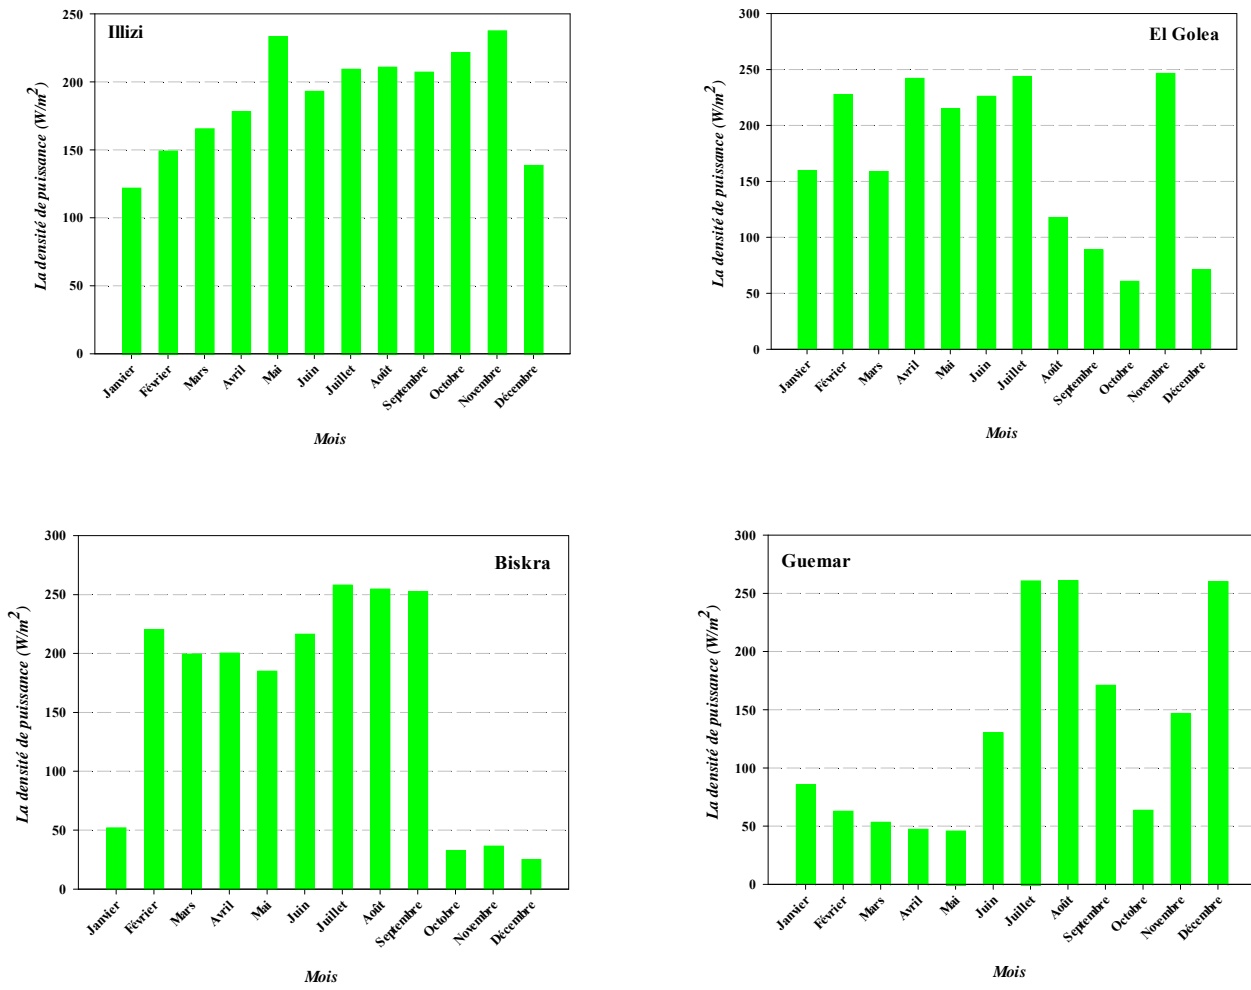 Illizi
La densité de puissance (W/m²)
250
200
150
100
50
0
Janvier
Février
Mars
Avril
Mai
Juin
Juillet
Août
Septembre
Octobre
Novembre
Décembre
Mois
El Golea
La densité de puissance (W/m²)
300
250
200
150
100
50
0
Janvier
Février
Mars
Avril
Mai
Juin
Juillet
Août
Septembre
Octobre
Novembre
Décembre
Mois
Biskra
La densité de puissance (W/m²)
300
250
200
150
100
50
0
Janvier
Février
Mars
Avril
Mai
Juin
Juillet
Août
Septembre
Octobre
Novembre
Décembre
Mois
Guemar
La densité de puissance (W/m²)
300
250
200
150
100
50
0
Janvier
Février
Mars
Avril
Mai
Juin
Juillet
Août
Septembre
Octobre
Novembre
Décembre
Mois